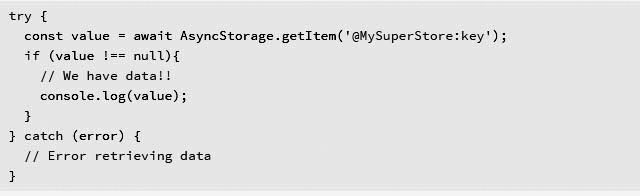 try {
  const value = await AsyncStorage.getItem('@MySuperStore:key');
  if (value !== null){
    // We have data!!
    console.log(value);
  }
} catch (error) {
  // Error retrieving data
}